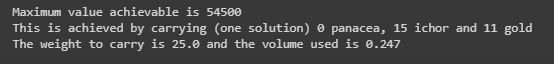 Maximum value achievable is 54500
This is achieved by carrying (one solution) 0 panacea, 15 ichor and 11 gold
The weight to carry is 25.0 and the volume used is 0.247